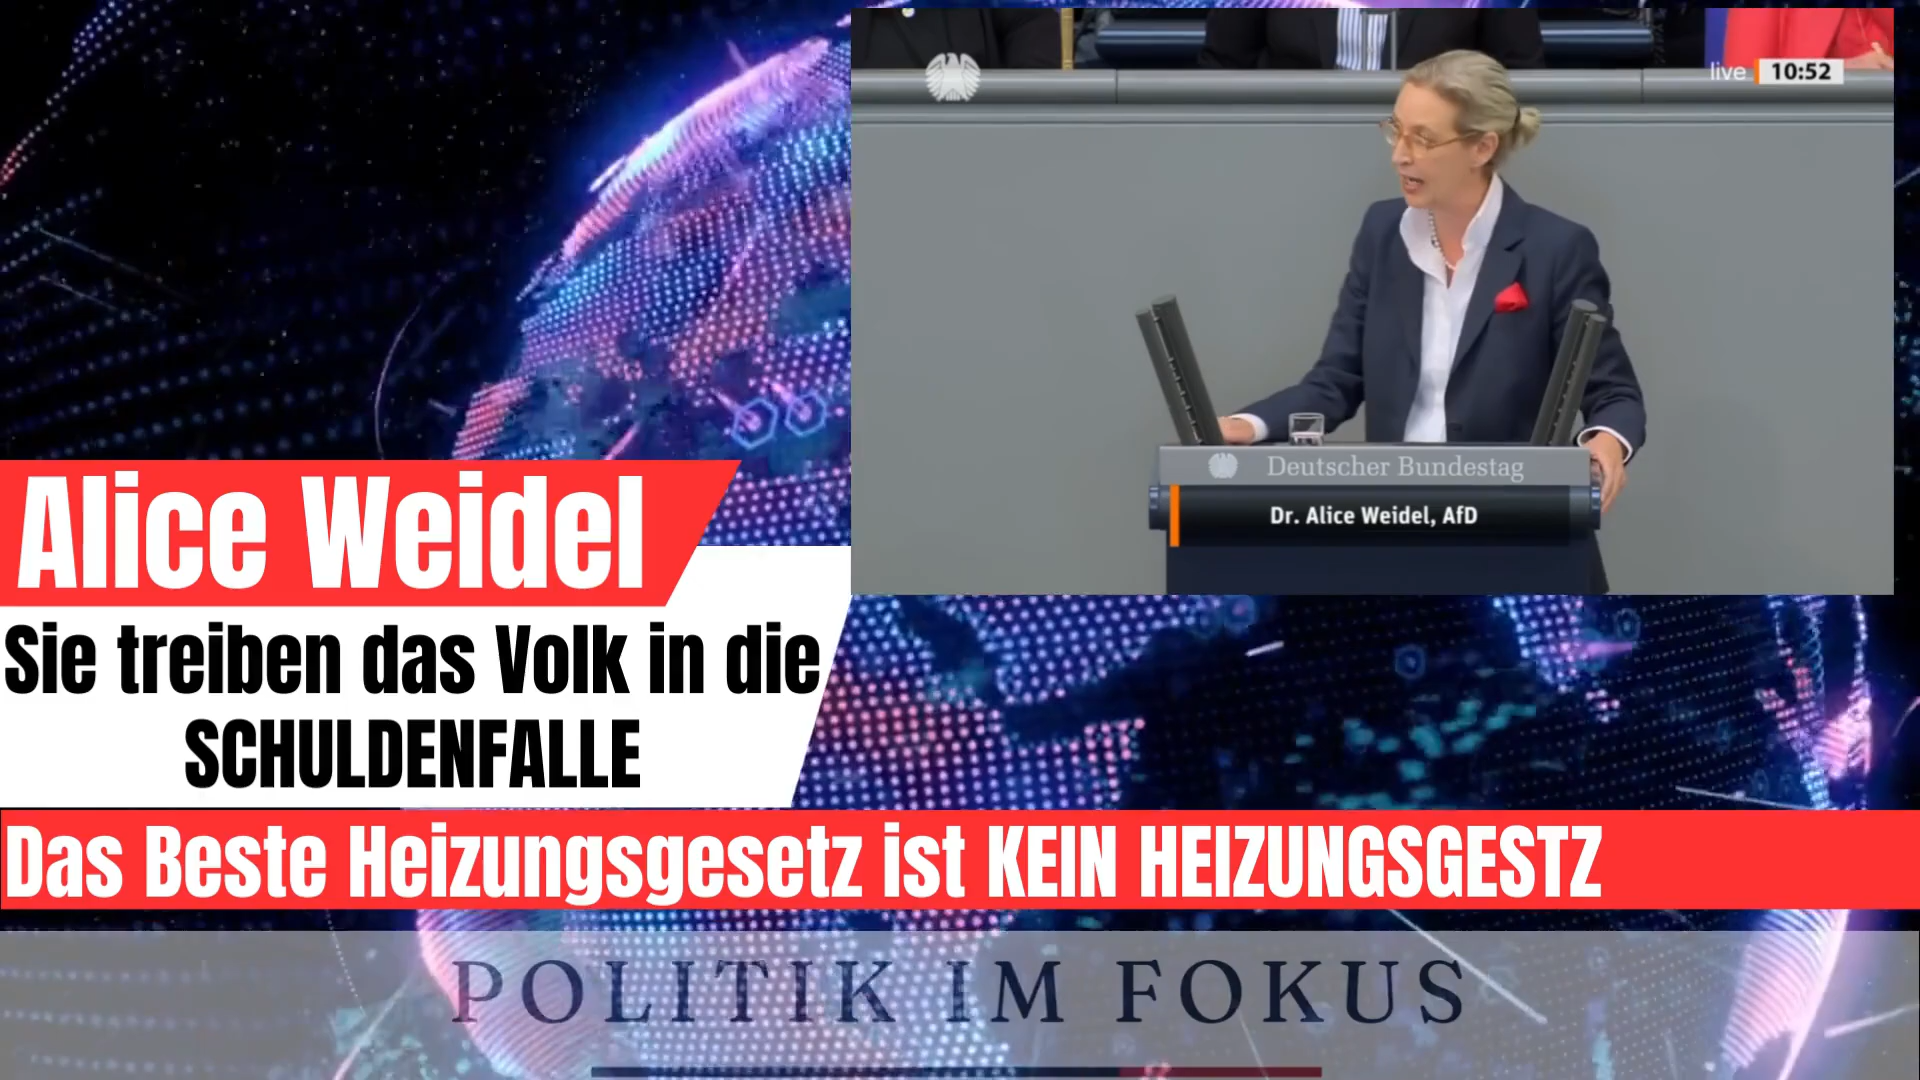 live 10:52
Deutscher Bundestag
Dr. Alice Weidel, AfD
Alice Weidel
Sie treiben das Volk in die
SCHULDENFALLE
Das Beste Heizungsgesetz ist KEIN HEIZUNGSGESTZ
POLITIK IM FOKUS